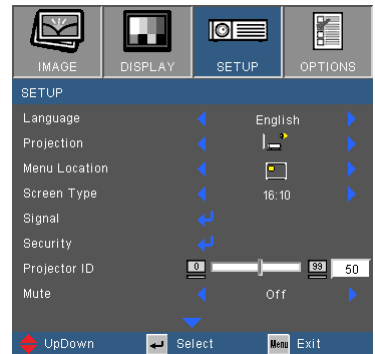 IMAGE DISPLAY SETUP OPTIONS
SETUP
Language English
Projection
Menu Location
Screen Type 16:10
Signal
Security
Projector ID 0 99 50
Mute Off
UpDown Select Menu Exit